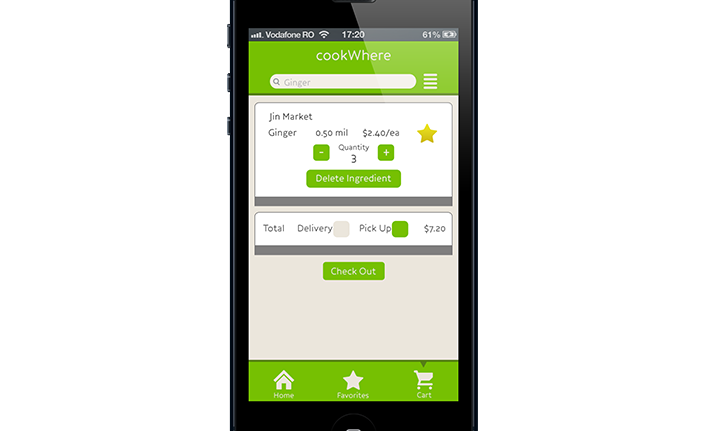 Vodafone RO 17:20 61%
cookWhere
Ginger
Jin Market
Ginger 0.50 mil $2.40/ea
Quantity
- 3 +
Delete Ingredient
Total Delivery Pick Up $7.20
Check Out
Home Favorites Cart